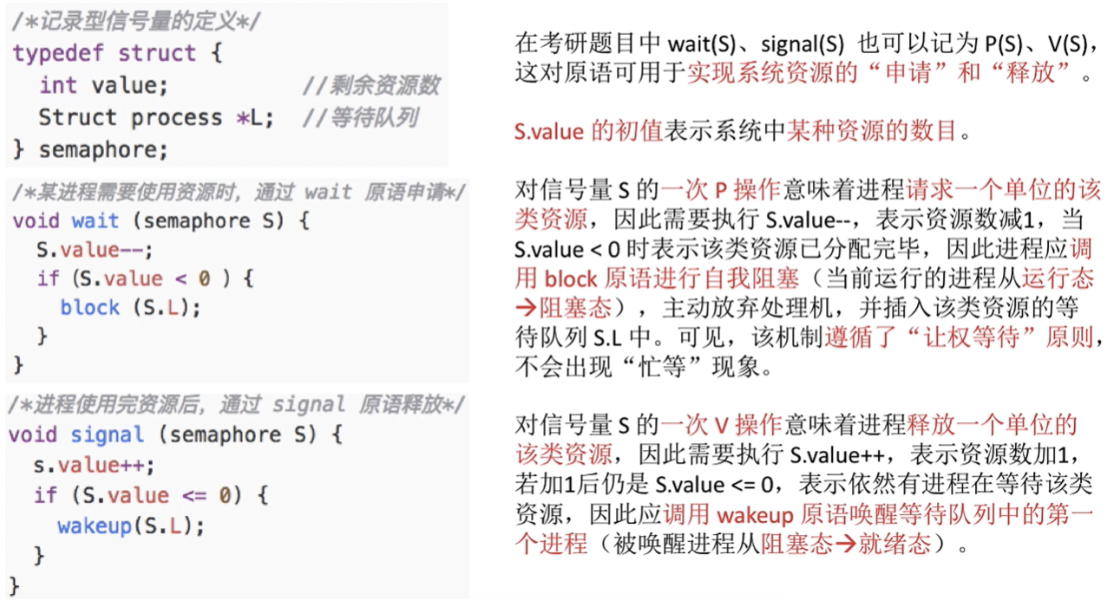 /*记录型信号量的定义*/
typedef struct {
int value; //剩余资源数
Struct process *L; //等待队列
} semaphore;
/*某进程需要使用资源时，通过 wait 原语申请*/
void wait (semaphore S) {
S.value--;
if (S.value < 0 ) {
block (S.L);
}
}
/*进程使用完资源后，通过 signal 原语释放*/
void signal (semaphore S) {
s.value++;
if (S.value <= 0) {
wakeup(S.L);
}
}
在考研题目中 wait(S)、signal(S) 也可以记为 P(S)、V(S)，
这对原语可用于实现系统资源的“申请”和“释放”。
S.value 的初值表示系统中某种资源的数目。
对信号量 S 的一次 P 操作意味着进程请求一个单位的该
类资源，因此需要执行 S.value--，表示资源数减1，当
S.value < 0 时表示该类资源已分配完毕，因此进程应调
用 block 原语进行自我阻塞（当前运行的进程从运行态
→阻塞态），主动放弃处理机，并插入该类资源的等
待队列 S.L 中。可见，该机制遵循了“让权等待”原则，
不会出现“忙等”现象。
对信号量 S 的一次 V 操作意味着进程释放一个单位的
该类资源，因此需要执行 S.value++，表示资源数加1，
若加1后仍是 S.value <= 0，表示依然有进程在等待该类
资源，因此应调用 wakeup 原语唤醒等待队列中的第一
个进程（被唤醒进程从阻塞态→就绪态）。